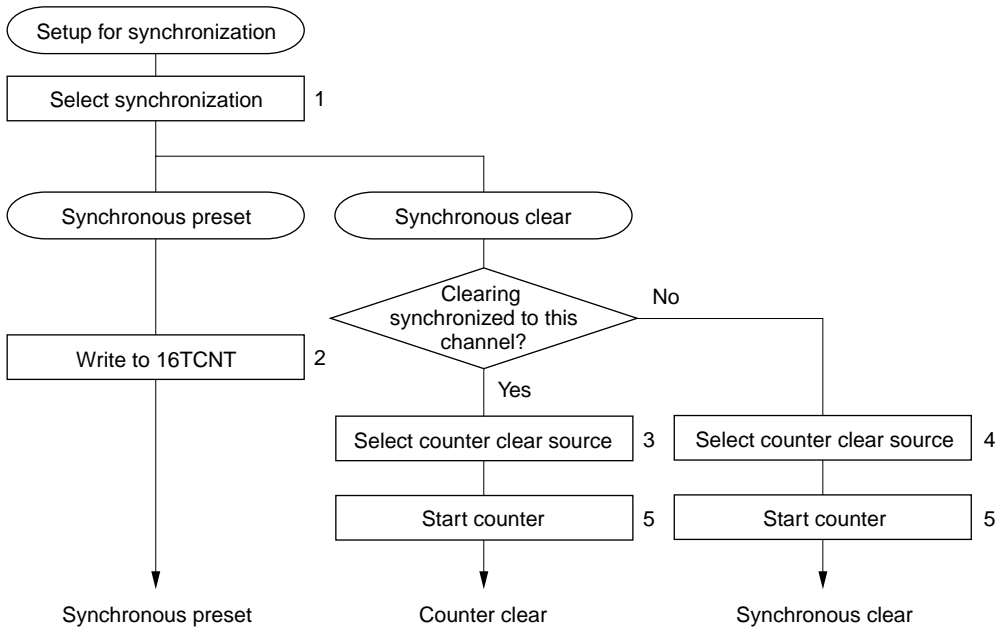 Setup for synchronization
Select synchronization 1
Synchronous preset Synchronous clear
Clearing
synchronized to this
channel?
No
Write to 16TCNT 2
Yes
Select counter clear source 3 Select counter clear source 4
Start counter 5 Start counter 5
Synchronous preset Counter clear Synchronous clear